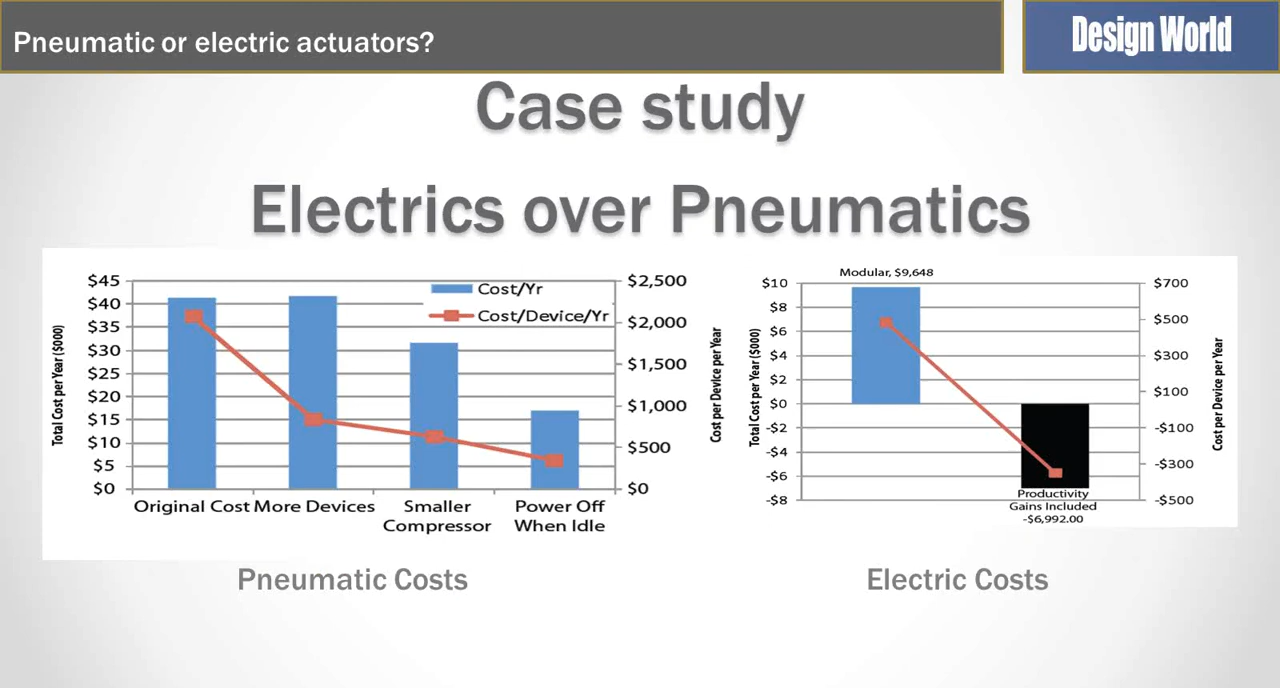 Pneumatic or electric actuators?
Design World
Case study
Electrics over Pneumatics
$45
$40
$35
$30
$25
$20
$15
$10
$5
$0
Total Cost per Year ($000)
Cost/Yr
Cost/Device/Yr
$2,500
$2,000
$1,500
$1,000
$500
$0
Cost per Device per Year
Original Cost
More Devices
Smaller
Compressor
Power Off
When Idle
Pneumatic Costs
Modular, $9,648
$10
$8
$6
$4
$2
$0
-$2
-$4
-$6
-$8
Total Cost per Year ($000)
$700
$500
$300
$100
-$100
-$300
-$500
Cost per Device per Year
Productivity
Gains Included
-$6,992.00
Electric Costs